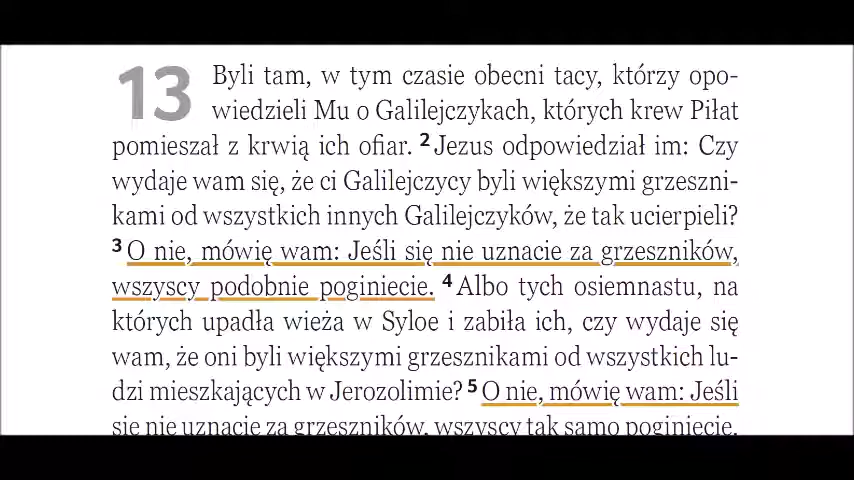 13 Byli tam, w tym czasie obecni tacy, którzy opo-
wiedzieli Mu o Galilejczykach, których krew Piłat
pomieszał z krwią ich ofiar. 2 Jezus odpowiedział im: Czy
wydaje wam się, że ci Galilejczycy byli większymi grzeszni-
kami od wszystkich innych Galilejczyków, że tak ucierpieli?
3 O nie, mówię wam: Jeśli się nie uznacie za grzeszników,
wszyscy podobnie poginiecie. 4 Albo tych osiemnastu, na
których upadła wieża w Syloe i zabiła ich, czy wydaje się
wam, że oni byli większymi grzesznikami od wszystkich lu-
dzi mieszkających w Jerozolimie? 5 O nie, mówię wam: Jeśli
się nie uznacie za grzeszników, wszyscy tak samo poginiecie.